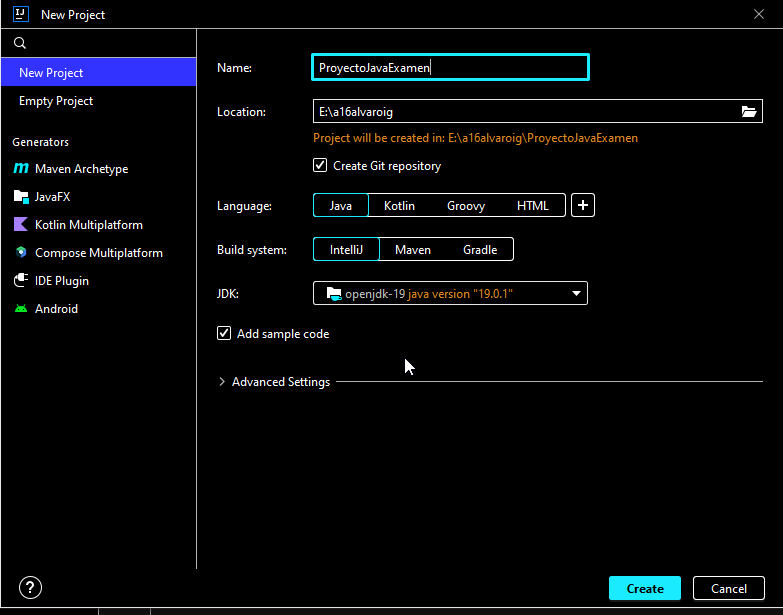 New Project
New Project
Empty Project
Generators
Maven Archetype
JavaFX
Kotlin Multiplatform
Compose Multiplatform
IDE Plugin
Android
Name: ProyectoJavaExamen
Location: E:\a16alvaroig
Project will be created in: E:\a16alvaroig\ProyectoJavaExamen
Create Git repository
Language: Java Kotlin Groovy HTML +
Build system: IntelliJ Maven Gradle
JDK: openjdk-19 java version "19.0.1"
Add sample code
Advanced Settings
? Create Cancel